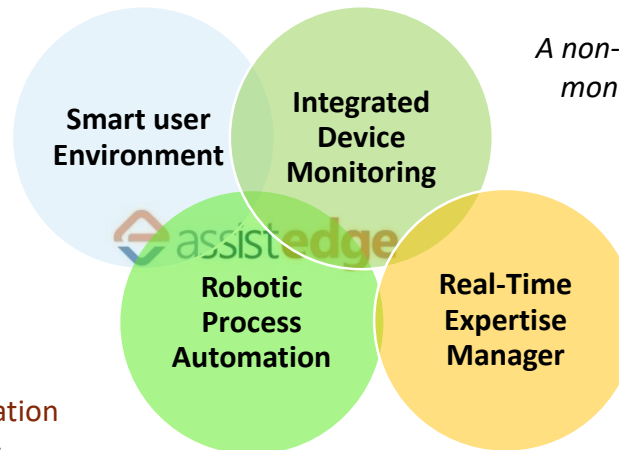 A non-
mon
Smart user
Environment
Integrated
Device
Monitoring
assistedge
Robotic
Process
Automation
Real-Time
Expertise
Manager
ation